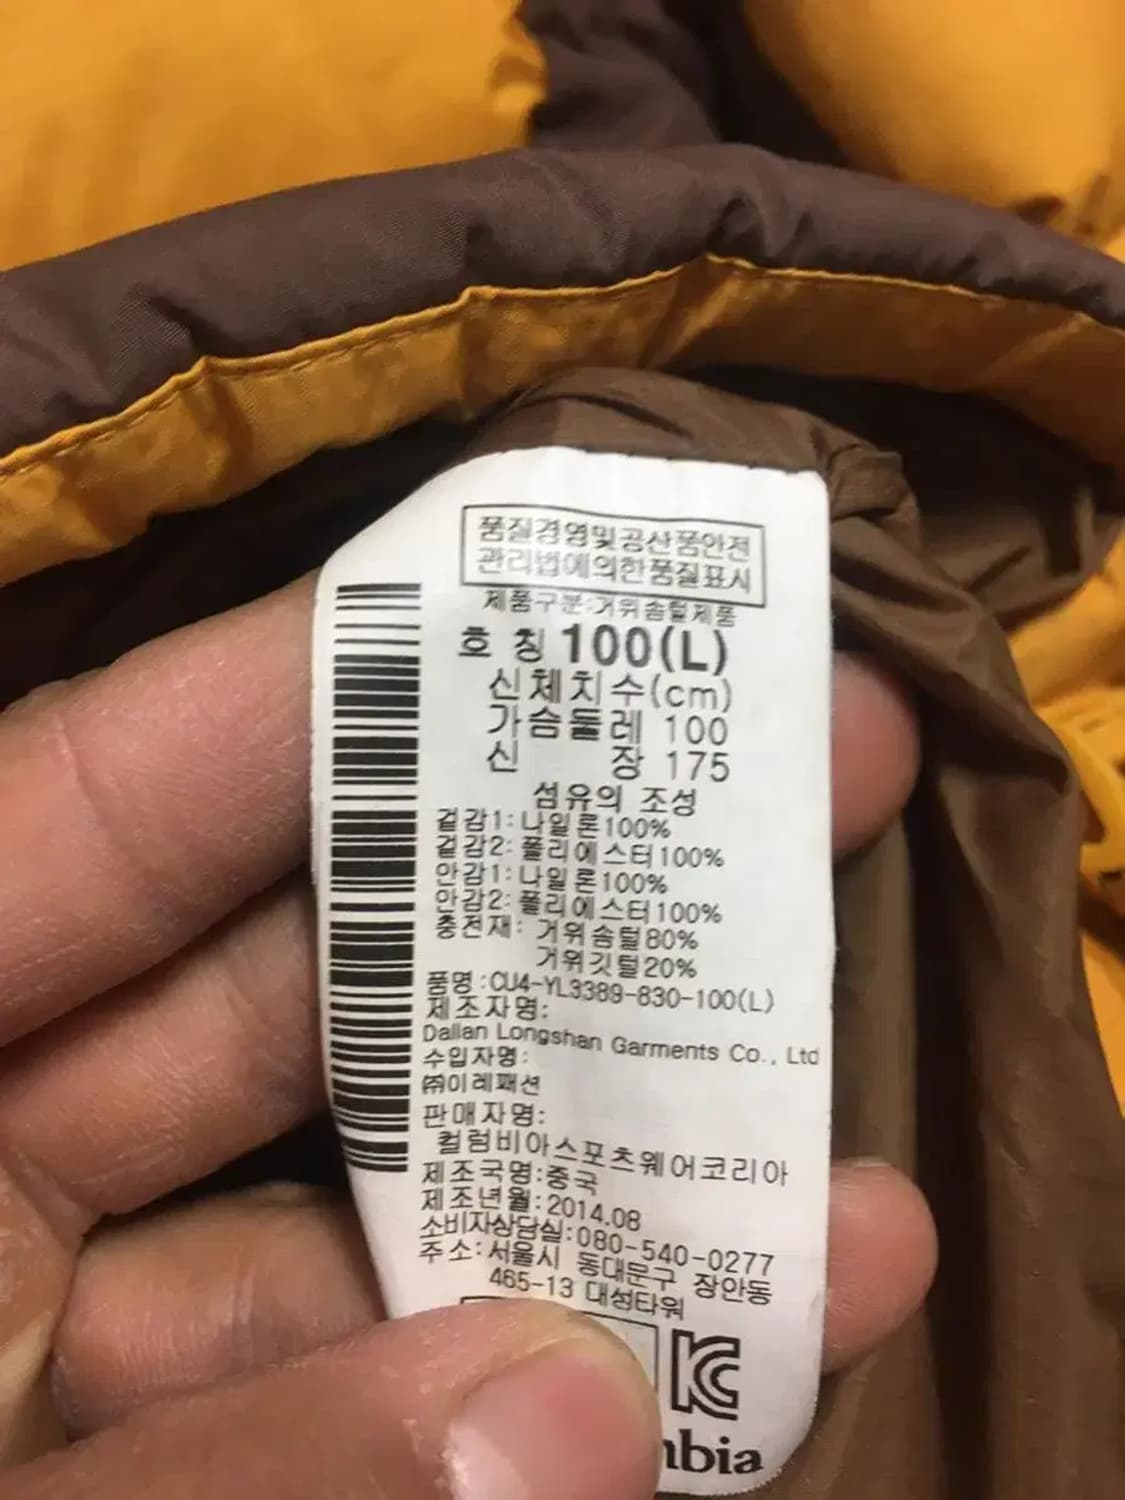 품질경영및공산품안전
관리법에의한품질표시
제품구분:거위솜털제품
호 칭 100(L)
신체치수(cm)
가슴둘레 100
신 장 175
섬유의 조성
겉감1: 나일론100%
겉감2: 폴리에스터100%
안감1: 나일론100%
안감2: 폴리에스터100%
충전재: 거위솜털80%
거위깃털20%
품명:CU4-YL3389-830-100(L)
제조자명:
Dalian Longshan Garments Co., Ltd
수입자명:
㈜이레패션
판매자명:
컬럼비아스포츠웨어코리아
제조국명:중국
제조년월:2014.08
소비자상담실:080-540-0277
주소:서울시 동대문구 장안동
465-13 대성타워
KC
mbia